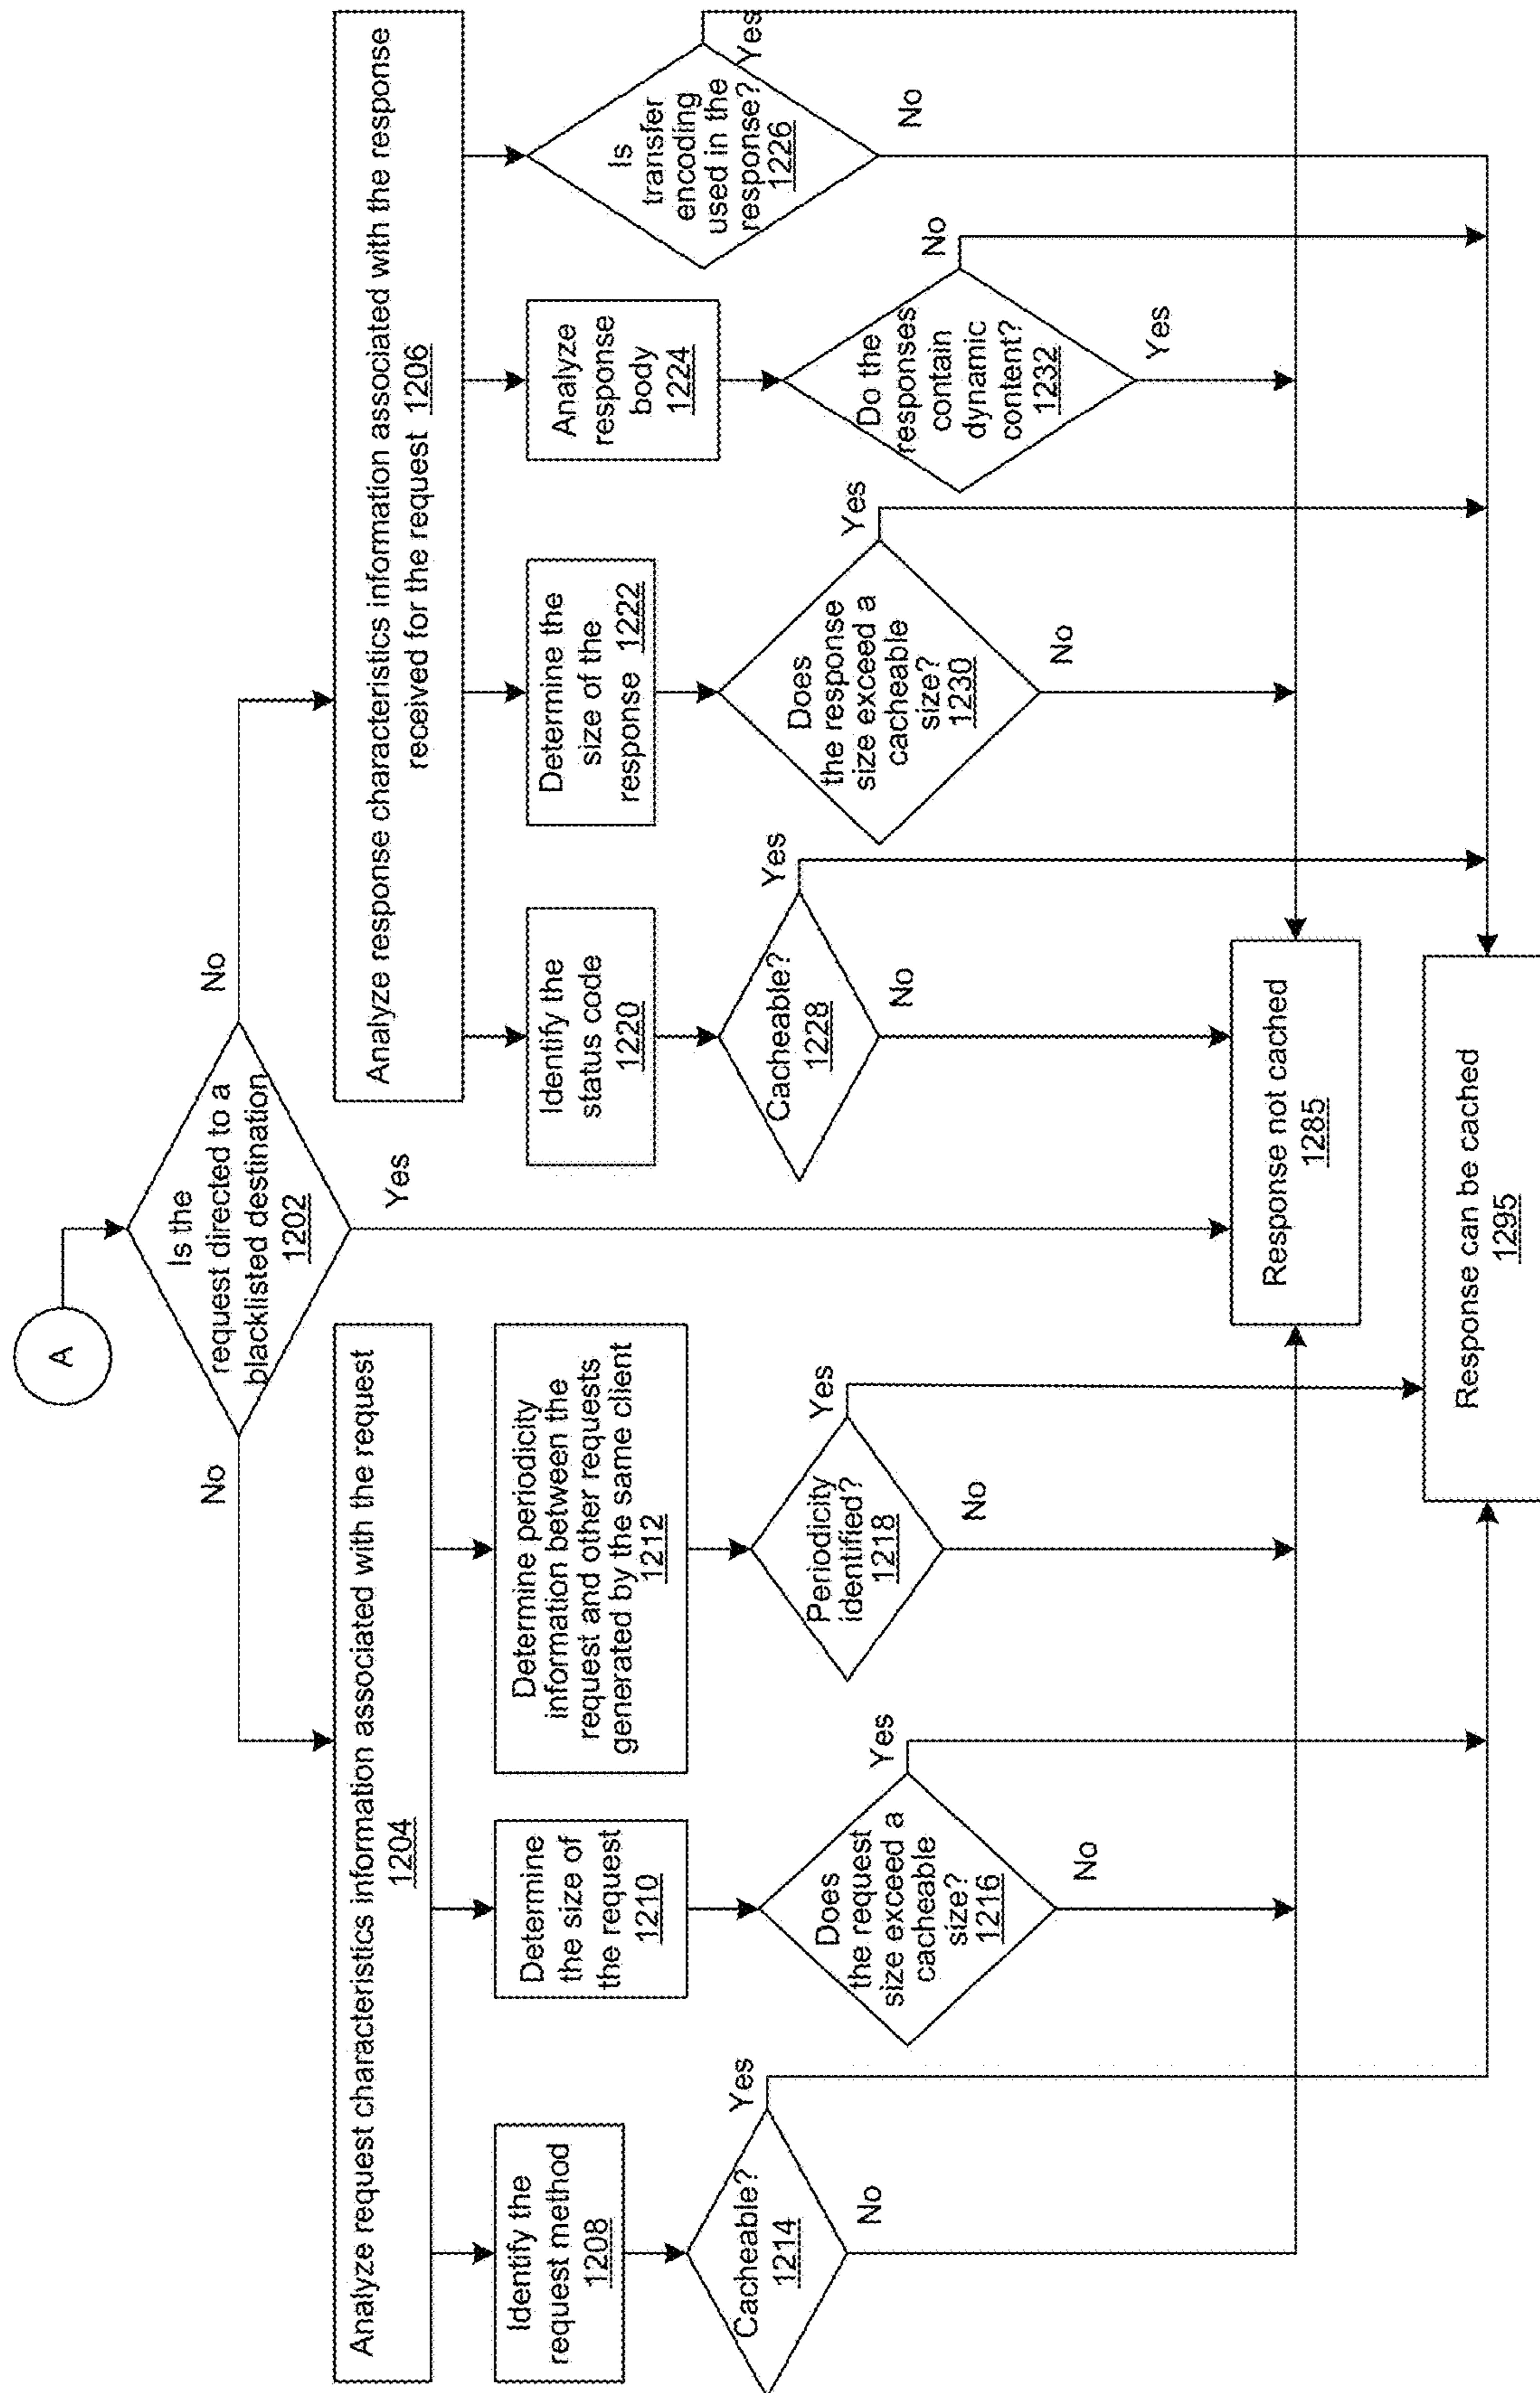 A
Is the
request directed to a
blacklisted destination
1202
No
No
Yes
Analyze request characteristics information associated with the request
1204
Analyze response characteristics information associated with the response
received for the request 1206
Identify the
request method
1208
Determine
the size of
the request
1210
Determine periodicity
information between the
request and other requests
generated by the same client
1212
Identify the
status code
1220
Determine the
size of the
response 1222
Analyze
response
body
1224
Is
transfer
encoding
used in the
response?
1226
Yes
No
Cacheable?
1214
Yes
No
Does
the request
size exceed a
cacheable
size?
1216
Yes
No
Periodicity
identified?
1218
Yes
No
Cacheable?
1228
Yes
No
Does
the response
size exceed a
cacheable
size?
1230
Yes
No
Do the
responses
contain
dynamic
content?
1232
No
Yes
Response not cached
1285
Response can be cached
1295